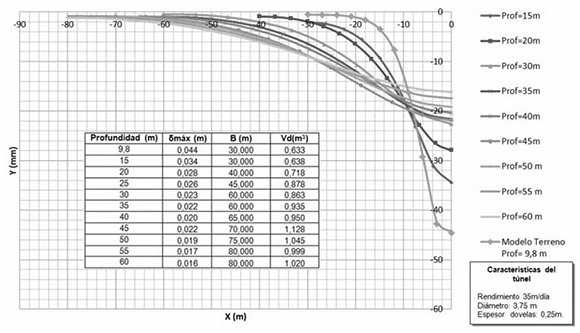 -90 -80 -70 -60 -50 -40 -30 -20 -10 0
0
-10
-20
-30
-40
-50
-60
Y (mm)
X (m)
Profundidad (m) δmáx (m) B (m) Vd(m³)
9,8 0,044 30,000 0,633
15 0,034 30,000 0,638
20 0,028 40,000 0,718
25 0,026 45,000 0,878
30 0,023 60,000 0,863
35 0,022 60,000 0,935
40 0,020 65,000 0,950
45 0,022 70,000 1,128
50 0,019 75,000 1,045
55 0,017 80,000 0,999
60 0,016 80,000 1,020
Prof=15m
Prof=20m
Prof=30m
Prof=35m
Prof=40m
Prof=45m
Prof=50 m
Prof=55 m
Prof=60 m
Modelo Terreno
Prof= 9,8 m
Características del
túnel
Rendimiento 35m/día
Diámetro: 3,75 m.
Espesor dovelas: 0,25m.